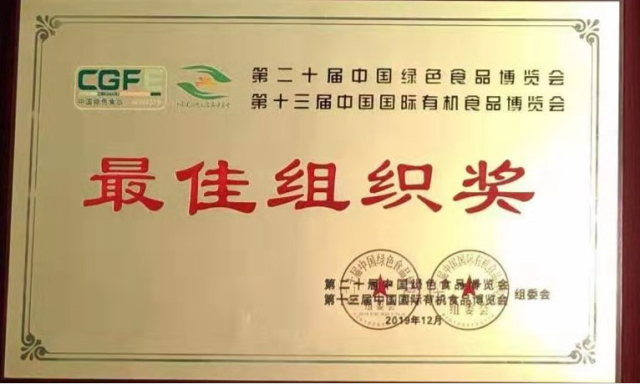 CGFE
中国绿色食品
第二十届中国绿色食品博览会
第十三届中国国际有机食品博览会
最佳组织奖
第二十届中国绿色食品博览会
第十三届中国国际有机食品博览会
组委会
2019年12月